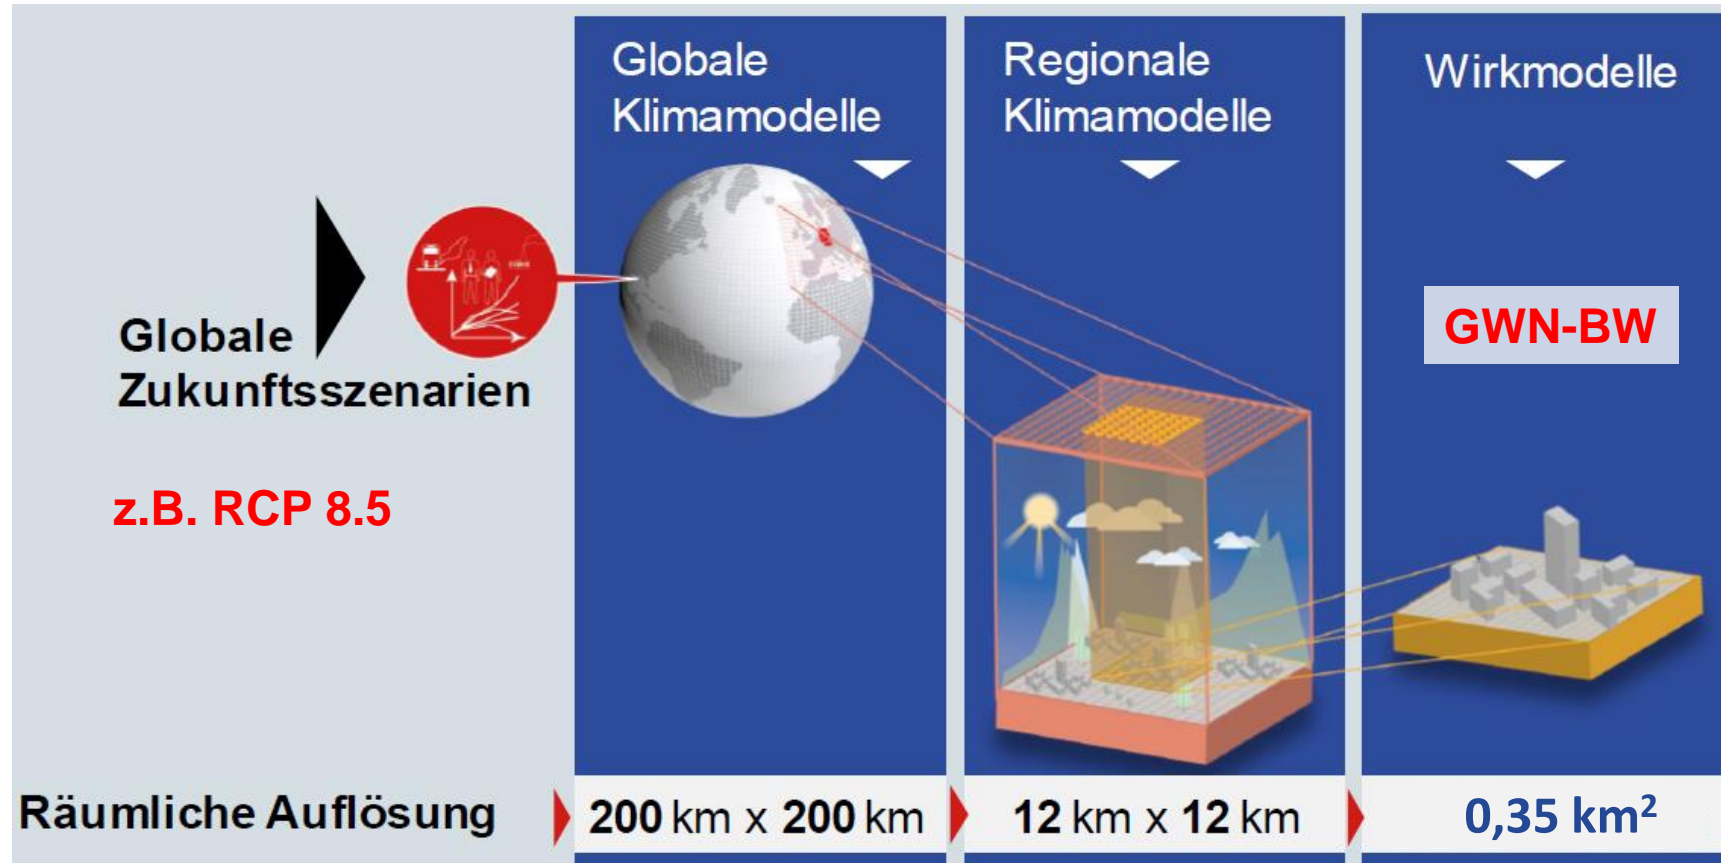 Globale
Klimamodelle
Regionale
Klimamodelle
Wirkmodelle
Globale
Zukunftsszenarien
GWN-BW
z.B. RCP 8.5
Räumliche Auflösung
200 km x 200 km
12 km x 12 km
0,35 km²